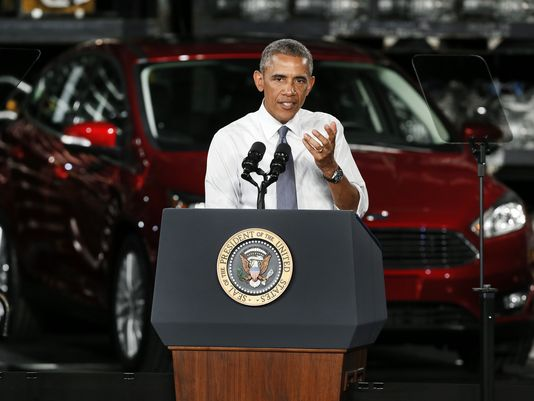 SEAL OF THE PRESIDENT OF THE UNITED STATES